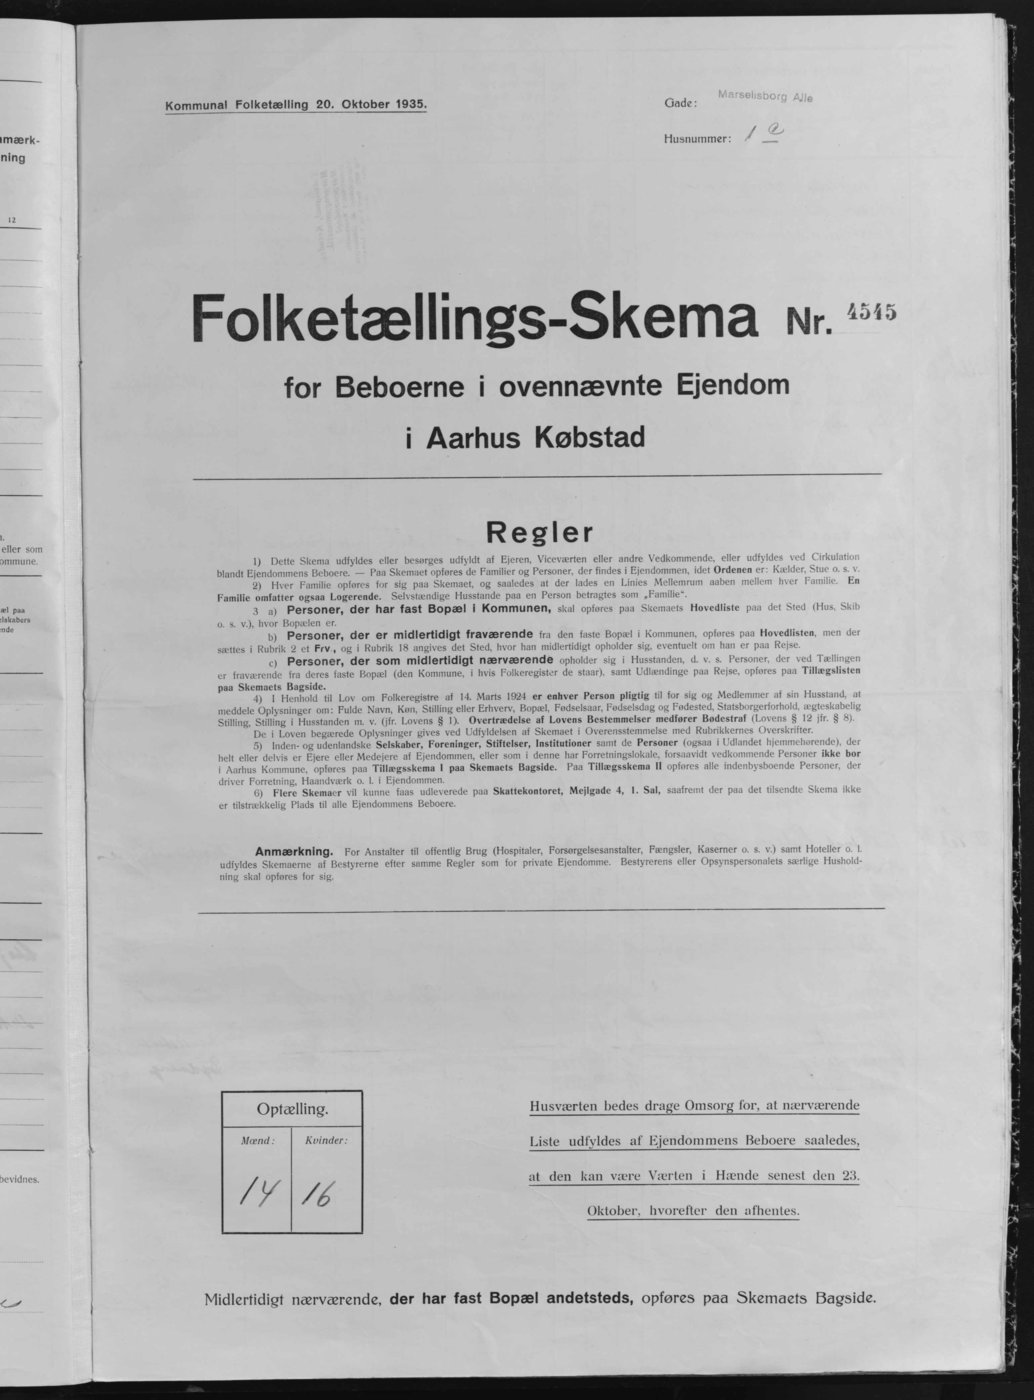 mærk-
ning
12
eller som
ommune.
æl paa
elskabers
nde
bevidnes.
Kommunal Folketælling 20. Oktober 1935.
Gade: Marselisborg Alle
Husnummer: 1 a
Folketællings-Skema Nr. 4545
for Beboerne i ovennævnte Ejendom
i Aarhus Købstad
Regler
1) Dette Skema udfyldes eller besørges udfyldt af Ejeren, Viceværten eller andre Vedkommende, eller udfyldes ved Cirkulation
blandt Ejendommens Beboere. — Paa Skemaet opføres de Familier og Personer, der findes i Ejendommen, idet Ordenen er: Kælder, Stue o. s. v.
2) Hver Familie opføres for sig paa Skemaet, og saaledes at der lades en Linies Mellemrum aaben mellem hver Familie. En
Familie omfatter ogsaa Logerende. Selvstændige Husstande paa en Person betragtes som „Familie“.
3 a) Personer, der har fast Bopæl i Kommunen, skal opføres paa Skemaets Hovedliste paa det Sted (Hus, Skib
o. s. v.), hvor Bopælen er.
b) Personer, der er midlertidigt fraværende fra den faste Bopæl i Kommunen, opføres paa Hovedlisten, men der
sættes i Rubrik 2 et Frv., og i Rubrik 18 angives det Sted, hvor han midlertidigt opholder sig, eventuelt om han er paa Rejse.
c) Personer, der som midlertidigt nærværende opholder sig i Husstanden, d. v. s. Personer, der ved Tællingen
er fraværende fra deres faste Bopæl (den Kommune, i hvis Folkeregister de staar), samt Udlændinge paa Rejse, opføres paa Tillægslisten
paa Skemaets Bagside.
4) I Henhold til Lov om Folkeregistre af 14. Marts 1924 er enhver Person pligtig til for sig og Medlemmer af sin Husstand, at
meddele Oplysninger om: Fulde Navn, Køn, Stilling eller Erhverv, Bopæl, Fødselsaar, Fødselsdag og Fødested, Statsborgerforhold, ægteskabelig
Stilling, Stilling i Husstanden m. v. (jfr. Lovens § 1). Overtrædelse af Lovens Bestemmelser medfører Bødestraf (Lovens § 12 jfr. § 8).
De i Loven begærede Oplysninger gives ved Udfyldelsen af Skemaet i Overensstemmelse med Rubrikkernes Overskrifter.
5) Inden- og udenlandske Selskaber, Foreninger, Stiftelser, Institutioner samt de Personer (ogsaa i Udlandet hjemmehørende), der
helt eller delvis er Ejere eller Medejere af Ejendommen, eller som i denne har Forretningslokale, forsaavidt vedkommende Personer ikke bor
i Aarhus Kommune, opføres paa Tillægsskema I paa Skemaets Bagside. Paa Tillægsskema II opføres alle indenbysboende Personer, der
driver Forretning, Haandværk o. l. i Ejendommen.
6) Flere Skemaer vil kunne faas udleverede paa Skattekontoret, Mejlgade 4, 1. Sal, saafremt der paa det tilsendte Skema ikke
er tilstrækkelig Plads til alle Ejendommens Beboere.
Anmærkning. For Anstalter til offentlig Brug (Hospitaler, Forsørgelsesanstalter, Fængsler, Kaserner o. s. v.) samt Hoteller o. l.
udfyldes Skemaerne af Bestyrerne efter samme Regler som for private Ejendomme. Bestyrerens eller Opsynspersonalets særlige Hushold-
ning skal opføres for sig.
Optælling.
Mænd: Kvinder:
14 16
Husværten bedes drage Omsorg for, at nærværende
Liste udfyldes af Ejendommens Beboere saaledes,
at den kan være Værten i Hænde senest den 23.
Oktober, hvorefter den afhentes.
Midlertidigt nærværende, der har fast Bopæl andetsteds, opføres paa Skemaets Bagside.